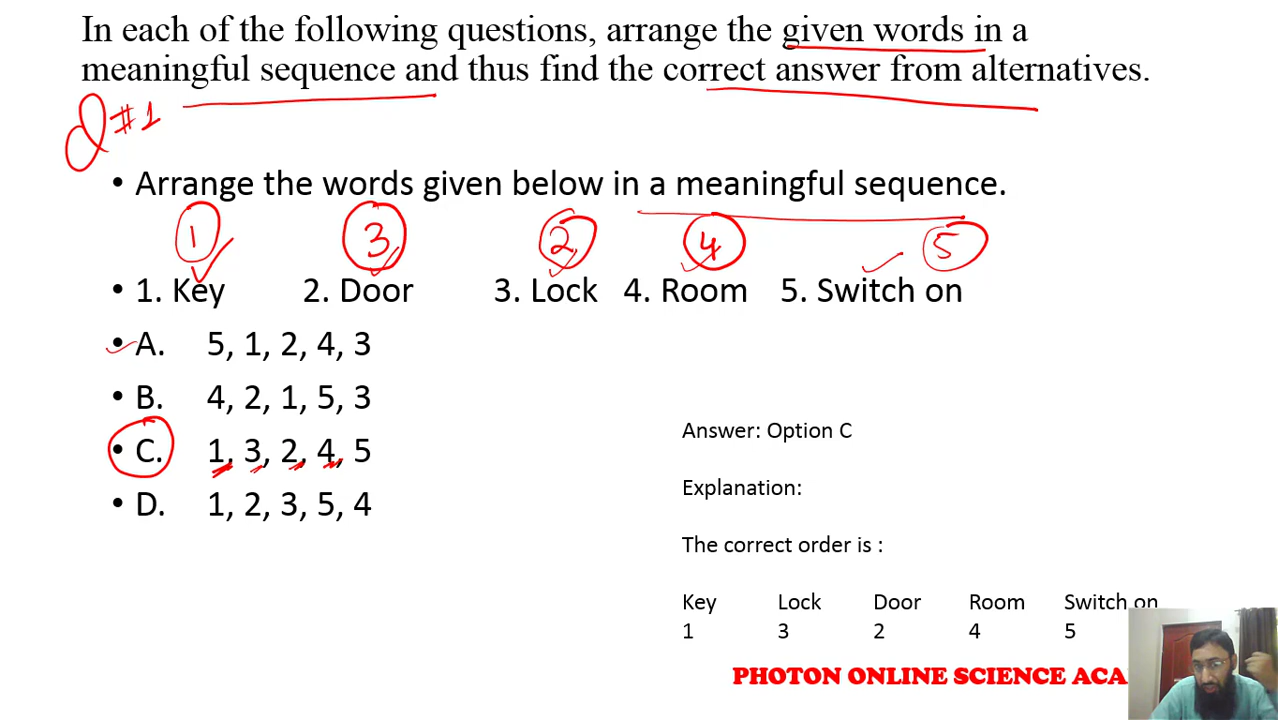 In each of the following questions, arrange the given words in a
meaningful sequence and thus find the correct answer from alternatives.
Q#1
• Arrange the words given below in a meaningful sequence.
1 3 2 4 5
• 1. Key 2. Door 3. Lock 4. Room 5. Switch on
• A. 5, 1, 2, 4, 3
• B. 4, 2, 1, 5, 3
• C. 1, 3, 2, 4, 5
• D. 1, 2, 3, 5, 4
Answer: Option C
Explanation:
The correct order is :
Key Lock Door Room Switch on
1 3 2 4 5
PHOTON ONLINE SCIENCE ACA